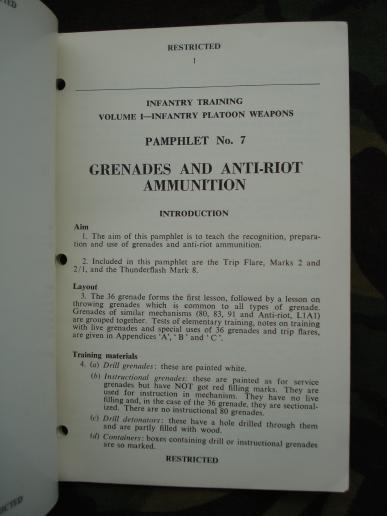 RESTRICTED
1
INFANTRY TRAINING
VOLUME I—INFANTRY PLATOON WEAPONS
PAMPHLET No. 7
GRENADES AND ANTI-RIOT
AMMUNITION
INTRODUCTION
Aim
1. The aim of this pamphlet is to teach the recognition, prepara-
tion and use of grenades and anti-riot ammunition.
2. Included in this pamphlet are the Trip Flare, Marks 2 and
2/1, and the Thunderflash Mark 8.
Layout
3. The 36 grenade forms the first lesson, followed by a lesson on
throwing grenades which is common to all types of grenade.
Grenades of similar mechanisms (80, 83, 91 and Anti-riot, L1A1)
are grouped together. Tests of elementary training, notes on training
with live grenades and special uses of 36 grenades and trip flares,
are given in Appendices 'A', 'B' and 'C'.
Training materials
4. (a) Drill grenades: these are painted white.
(b) Instructional grenades: these are painted as for service
grenades but have NOT got red filling marks. They are
used for instruction in mechanism. They have no live
filling and, in the case of the 36 grenade, they are sectional-
ized. There are no instructional 80 grenades.
(c) Drill detonators: these have a hole drilled through them
and are partly filled with wood.
(d) Containers: boxes containing drill or instructional grenades
are so marked.
RESTRICTED